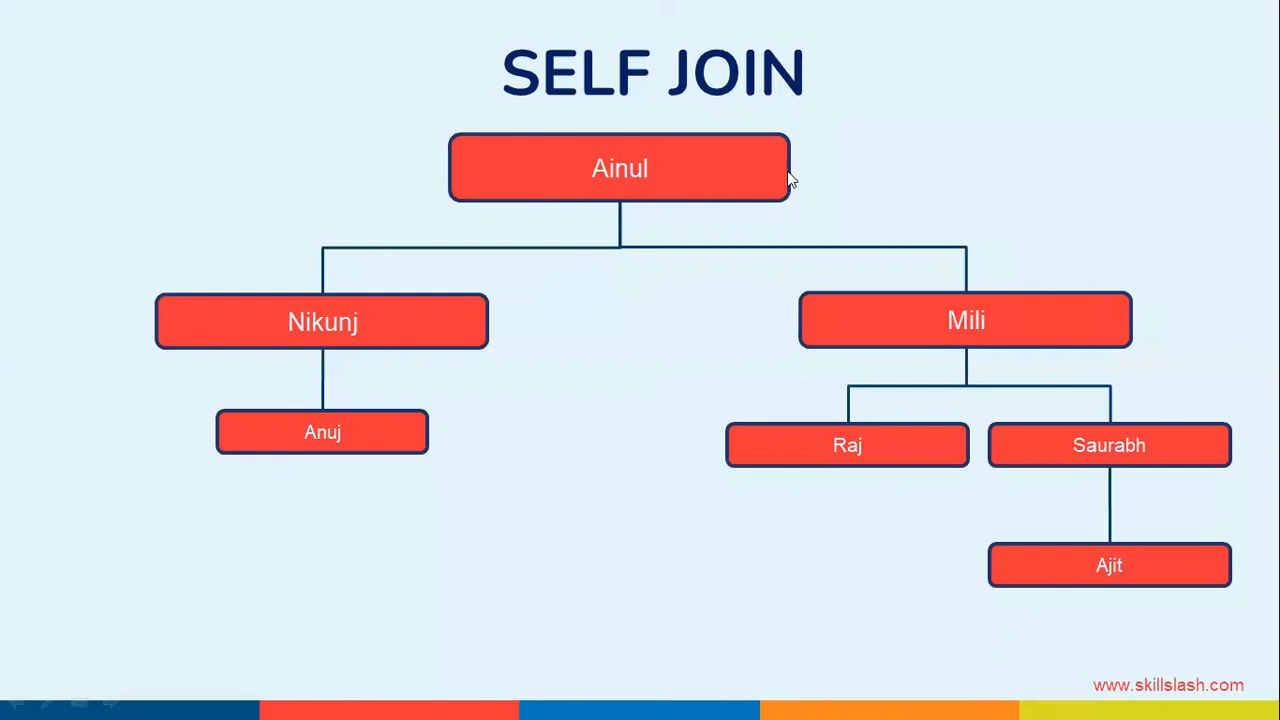 SELF JOIN
Ainul
Nikunj
Mili
Anuj
Raj
Saurabh
Ajit
www.skillslash.com